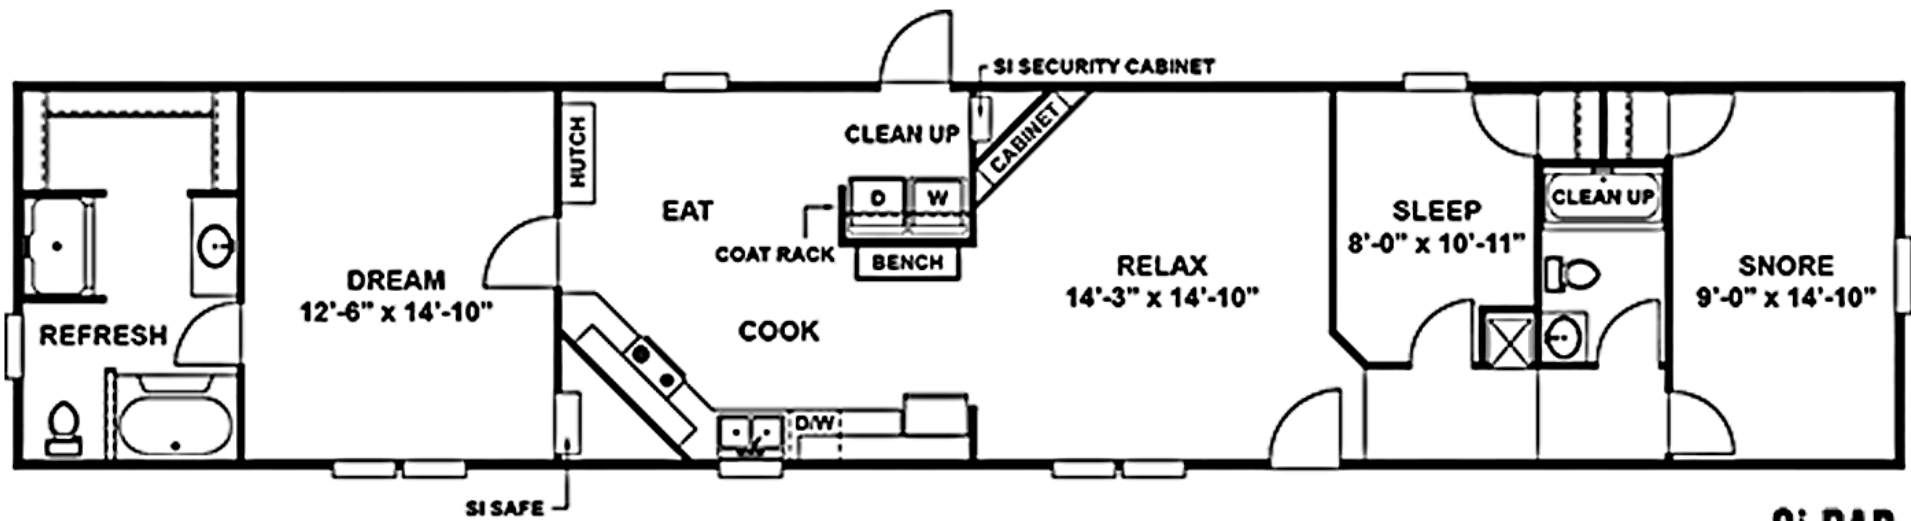 SI SECURITY CABINET
CABINET
HUTCH
CLEAN UP
D W
EAT
COAT RACK
BENCH
COOK
D/W
DREAM
12'-6" x 14'-10"
REFRESH
RELAX
14'-3" x 14'-10"
SLEEP
8'-0" x 10'-11"
CLEAN UP
SNORE
9'-0" x 14'-10"
SI SAFE